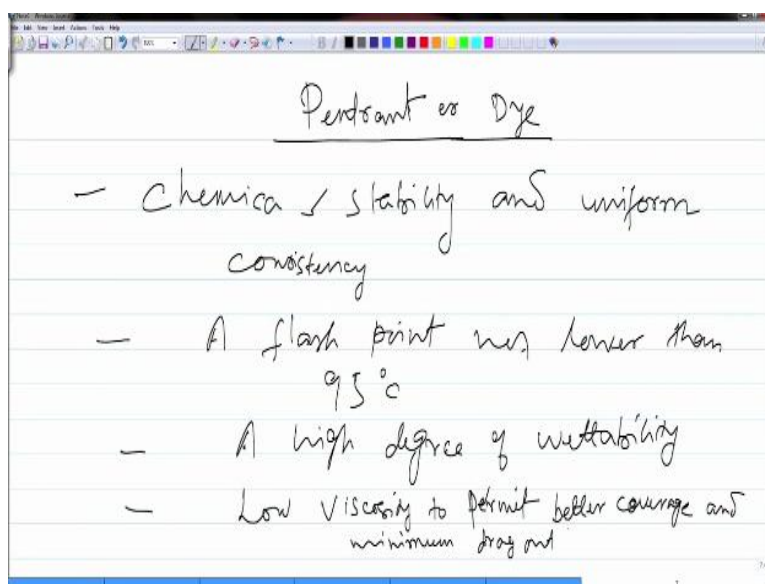 Penetrant or Dye
- Chemical stability and uniform
consistency
- A flash point not lower than
95°C
- A high degree of wettability
- Low Viscosity to permit better coverage and
minimum drag out